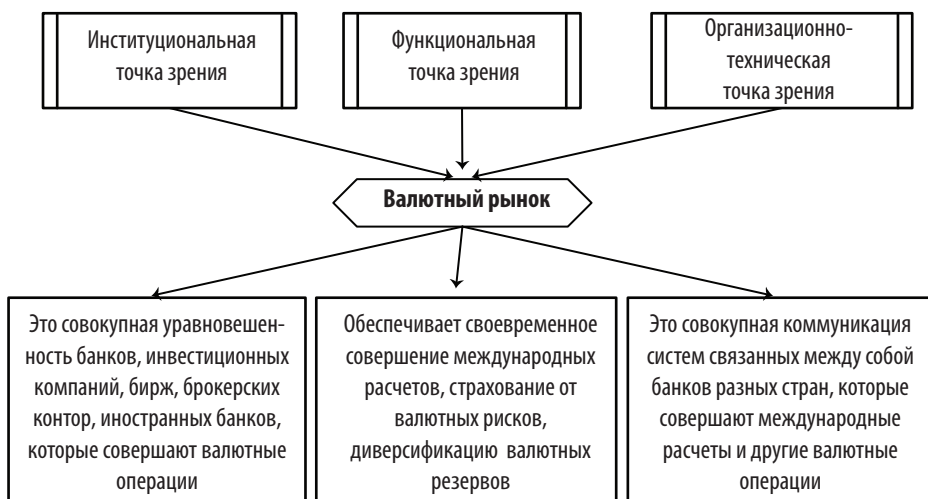 Институциональная
точка зрения
Функциональная
точка зрения
Организационно-
техническая
точка зрения
Валютный рынок
Это совокупная уравновешен-
ность банков, инвестиционных
компаний, бирж, брокерских
контор, иностранных банков,
которые совершают валютные
операции
Обеспечивает своевременное
совершение международных
расчетов, страхование от
валютных рисков,
диверсификацию валютных
резервов
Это совокупная коммуникация
систем связанных между собой
банков разных стран, которые
совершают международные
расчеты и другие валютные
операции